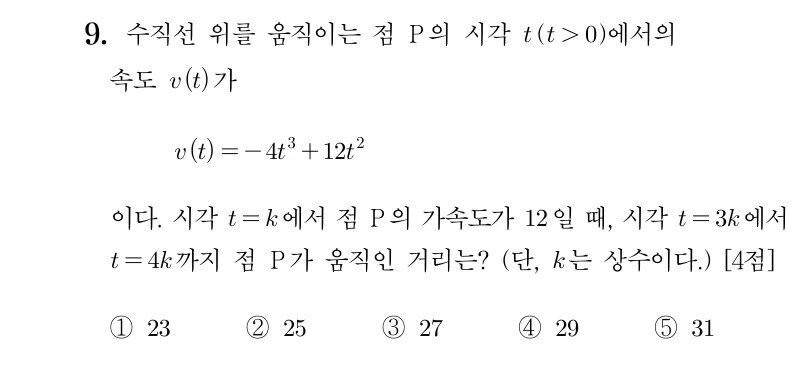 9. 수직선 위를 움직이는 점 P의 시각 t(t>0)에서의
속도 v(t)가
v(t)=-4t³+12t²
이다. 시각 t=k에서 점 P의 가속도가 12일 때, 시각 t=3k에서
t=4k까지 점 P가 움직인 거리는? (단, k는 상수이다.) [4점]
① 23 ② 25 ③ 27 ④ 29 ⑤ 31